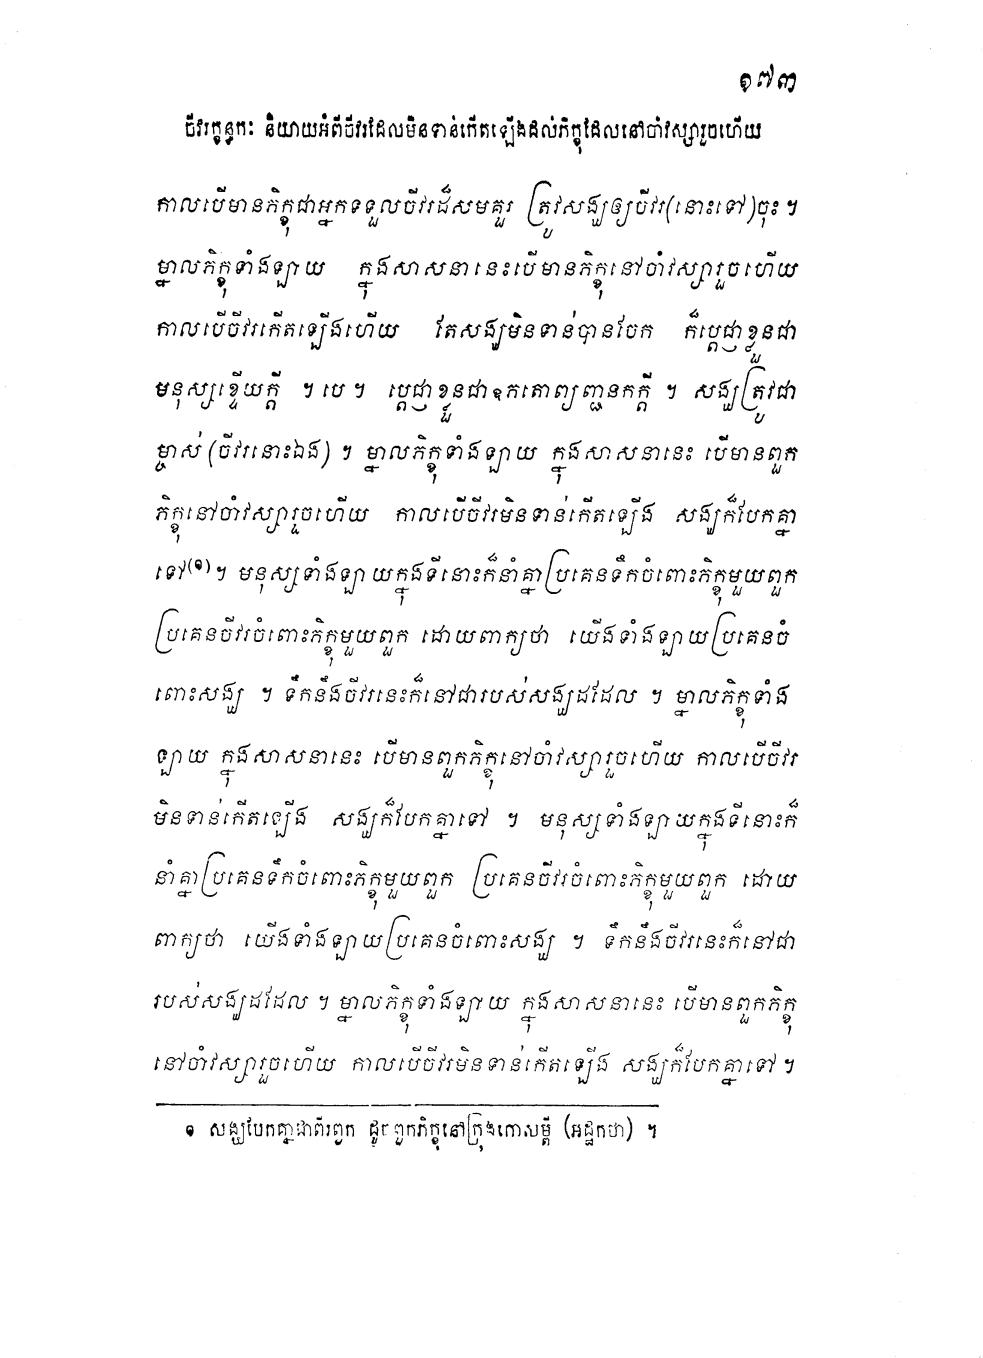 ១៧៣
ចីវរក្ខន្ធកៈ និយាយអំពីចីវរដែលមិនទាន់កើតឡើងដល់ភិក្ខុដែលនៅចាំវស្សារួចហើយ
កាលបើមានភិក្ខុជាអ្នកទទួលចីវរដ៏សមគួរ ត្រូវសង្ឃឲ្យចីវរ(នោះទៅ)ចុះ ។
ម្នាលភិក្ខុទាំងឡាយ ក្នុងសាសនានេះបើមានភិក្ខុនៅចាំវស្សារួចហើយ
កាលបើចីវរកើតឡើងហើយ តែសង្ឃមិនទាន់បានចែក ក៏ប្តេជ្ញាខ្លួនជា
មនុស្សខ្ទើយក្តី ។ បេ ។ ប្តេជ្ញាខ្លួនជាឧភតោព្យញ្ជនកក្តី ។ សង្ឃត្រូវជា
ម្ចាស់ (ចីវរនោះឯង) ។ ម្នាលភិក្ខុទាំងឡាយ ក្នុងសាសនានេះ បើមានពួក
ភិក្ខុនៅចាំវស្សារួចហើយ កាលបើចីវរមិនទាន់កើតឡើង សង្ឃក៏បែកគ្នា
ទៅ(១) ។ មនុស្សទាំងឡាយក្នុងទីនោះក៏នាំគ្នាប្រគេនទឹកចំពោះភិក្ខុមួយពួក
ប្រគេនចីវរចំពោះភិក្ខុមួយពួក ដោយពាក្យថា យើងទាំងឡាយប្រគេនចំ
ពោះសង្ឃ ។ ទឹកនឹងចីវរនេះក៏នៅជារបស់សង្ឃដដែល ។ ម្នាលភិក្ខុទាំង
ឡាយ ក្នុងសាសនានេះ បើមានពួកភិក្ខុនៅចាំវស្សារួចហើយ កាលបើចីវរ
មិនទាន់កើតឡើង សង្ឃក៏បែកគ្នាទៅ ។ មនុស្សទាំងឡាយក្នុងទីនោះក៏
នាំគ្នាប្រគេនទឹកចំពោះភិក្ខុមួយពួក ប្រគេនចីវរចំពោះភិក្ខុមួយពួក ដោយ
ពាក្យថា យើងទាំងឡាយប្រគេនចំពោះសង្ឃ ។ ទឹកនឹងចីវរនេះក៏នៅជា
របស់សង្ឃដដែល ។ ម្នាលភិក្ខុទាំងឡាយ ក្នុងសាសនានេះ បើមានពួកភិក្ខុ
នៅចាំវស្សារួចហើយ កាលបើចីវរមិនទាន់កើតឡើង សង្ឃក៏បែកគ្នាទៅ ។
១ សង្ឃបែកគ្នាជាពីរពួក ដូចពួកភិក្ខុនៅក្រុងកោសម្ពី (អដ្ឋកថា) ។